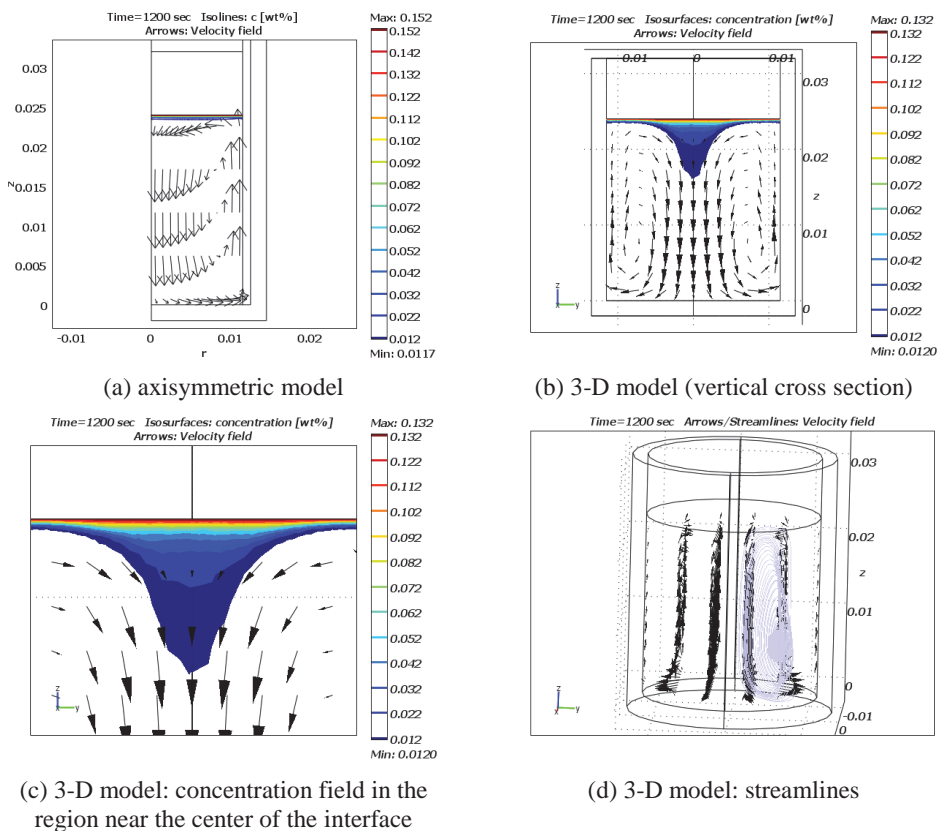 Time=1200 sec Isolines: c [wt%]
Arrows: Velocity field
Max: 0.152
0.152
0.142
0.132
0.122
0.112
0.102
0.092
0.082
0.072
0.062
0.052
0.042
0.032
0.022
0.012
Min: 0.0117
0.03
0.025
0.02
0.015
0.01
0.005
0
z
-0.01
0
0.01
0.02
r
(a) axisymmetric model
Time=1200 sec Isosurfaces: concentration [wt%]
Arrows: Velocity field
Max: 0.132
0.132
0.122
0.112
0.102
0.092
0.082
0.072
0.062
0.052
0.042
0.032
0.022
0.012
Min: 0.0120
0.01
0
0.01
0.03
0.02
z
0.01
0
z
x
y
(b) 3-D model (vertical cross section)
Time=1200 sec Isosurfaces: concentration [wt%]
Arrows: Velocity field
Max: 0.132
0.132
0.122
0.112
0.102
0.092
0.082
0.072
0.062
0.052
0.042
0.032
0.022
0.012
Min: 0.0120
z
x
y
(c) 3-D model: concentration field in the
region near the center of the interface
Time=1200 sec Arrows/Streamlines: Velocity field
0.03
0.02
z
0.01
0
-0.01
0
z
x
y
(d) 3-D model: streamlines